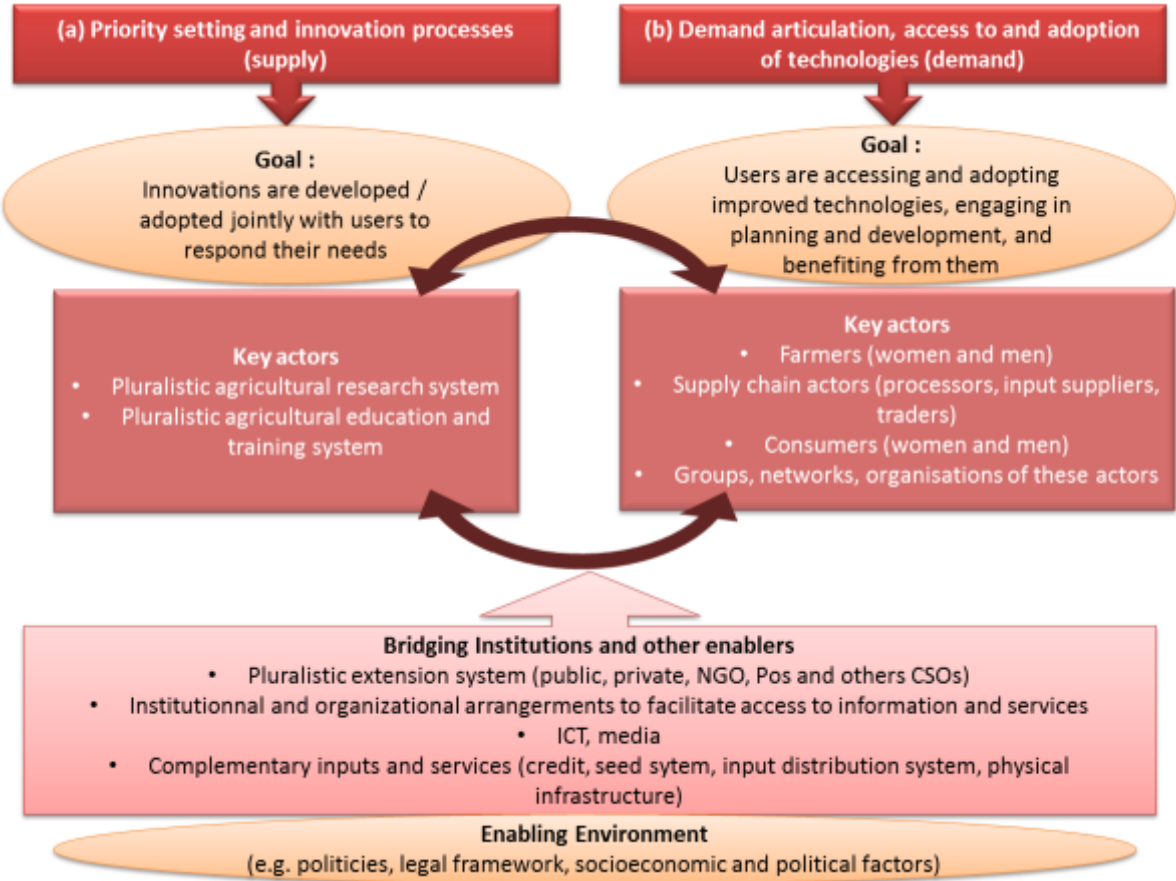 (a) Priority setting and innovation processes
(supply)
(b) Demand articulation, access to and adoption
of technologies (demand)
Goal :
Innovations are developed /
adopted jointly with users to
respond their needs
Goal :
Users are accessing and adopting
improved technologies, engaging in
planning and development, and
benefiting from them
Key actors
• Pluralistic agricultural research system
• Pluralistic agricultural education and
training system
Key actors
• Farmers (women and men)
• Supply chain actors (processors, input suppliers,
traders)
• Consumers (women and men)
• Groups, networks, organisations of these actors
Bridging Institutions and other enablers
• Pluralistic extension system (public, private, NGO, Pos and others CSOs)
• Institutionnal and organizational arrangerments to facilitate access to information and services
• ICT, media
• Complementary inputs and services (credit, seed sytem, input distribution system, physical
infrastructure)
Enabling Environment
(e.g. politicies, legal framework, socioeconomic and political factors)